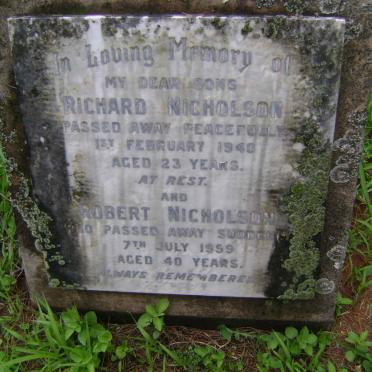 In Loving Memory of
MY DEAR SONS
RICHARD NICHOLSON
PASSED AWAY PEACEFULLY
1ST FEBRUARY 1940
AGED 23 YEARS.
AT REST.
AND
ROBERT NICHOLSON
WHO PASSED AWAY SUDDENLY
7TH JULY 1959
AGED 40 YEARS.
ALWAYS REMEMBERED